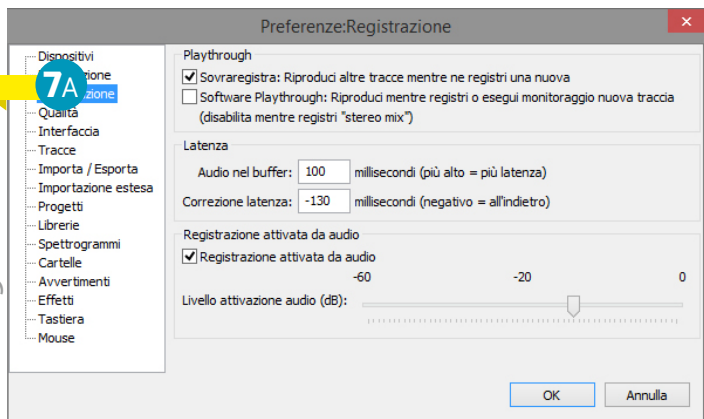 Preferenze:Registrazione
Dispositivi
zione
7A
zione
Qualità
Interfaccia
Tracce
Importa / Esporta
Importazione estesa
Progetti
Librerie
Spettrogrammi
Cartelle
Avvertimenti
Effetti
Tastiera
Mouse
Playthrough
Sovraregistra: Riproduci altre tracce mentre ne registri una nuova
Software Playthrough: Riproduci mentre registri o esegui monitoraggio nuova traccia
(disabilita mentre registri "stereo mix")
Latenza
Audio nel buffer: 100 millisecondi (più alto = più latenza)
Correzione latenza: -130 millisecondi (negativo = all'indietro)
Registrazione attivata da audio
Registrazione attivata da audio
-60 -20 0
Livello attivazione audio (dB):
OK Annulla